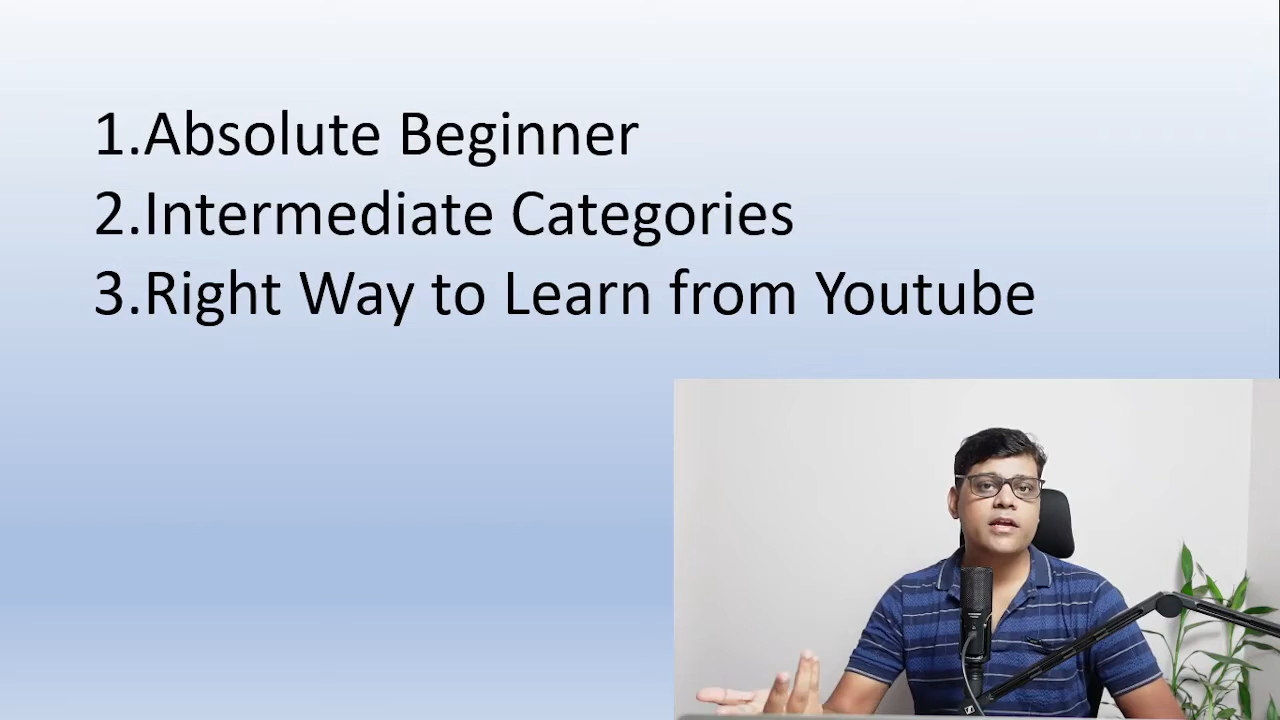 1.Absolute Beginner
2.Intermediate Categories
3.Right Way to Learn from Youtube